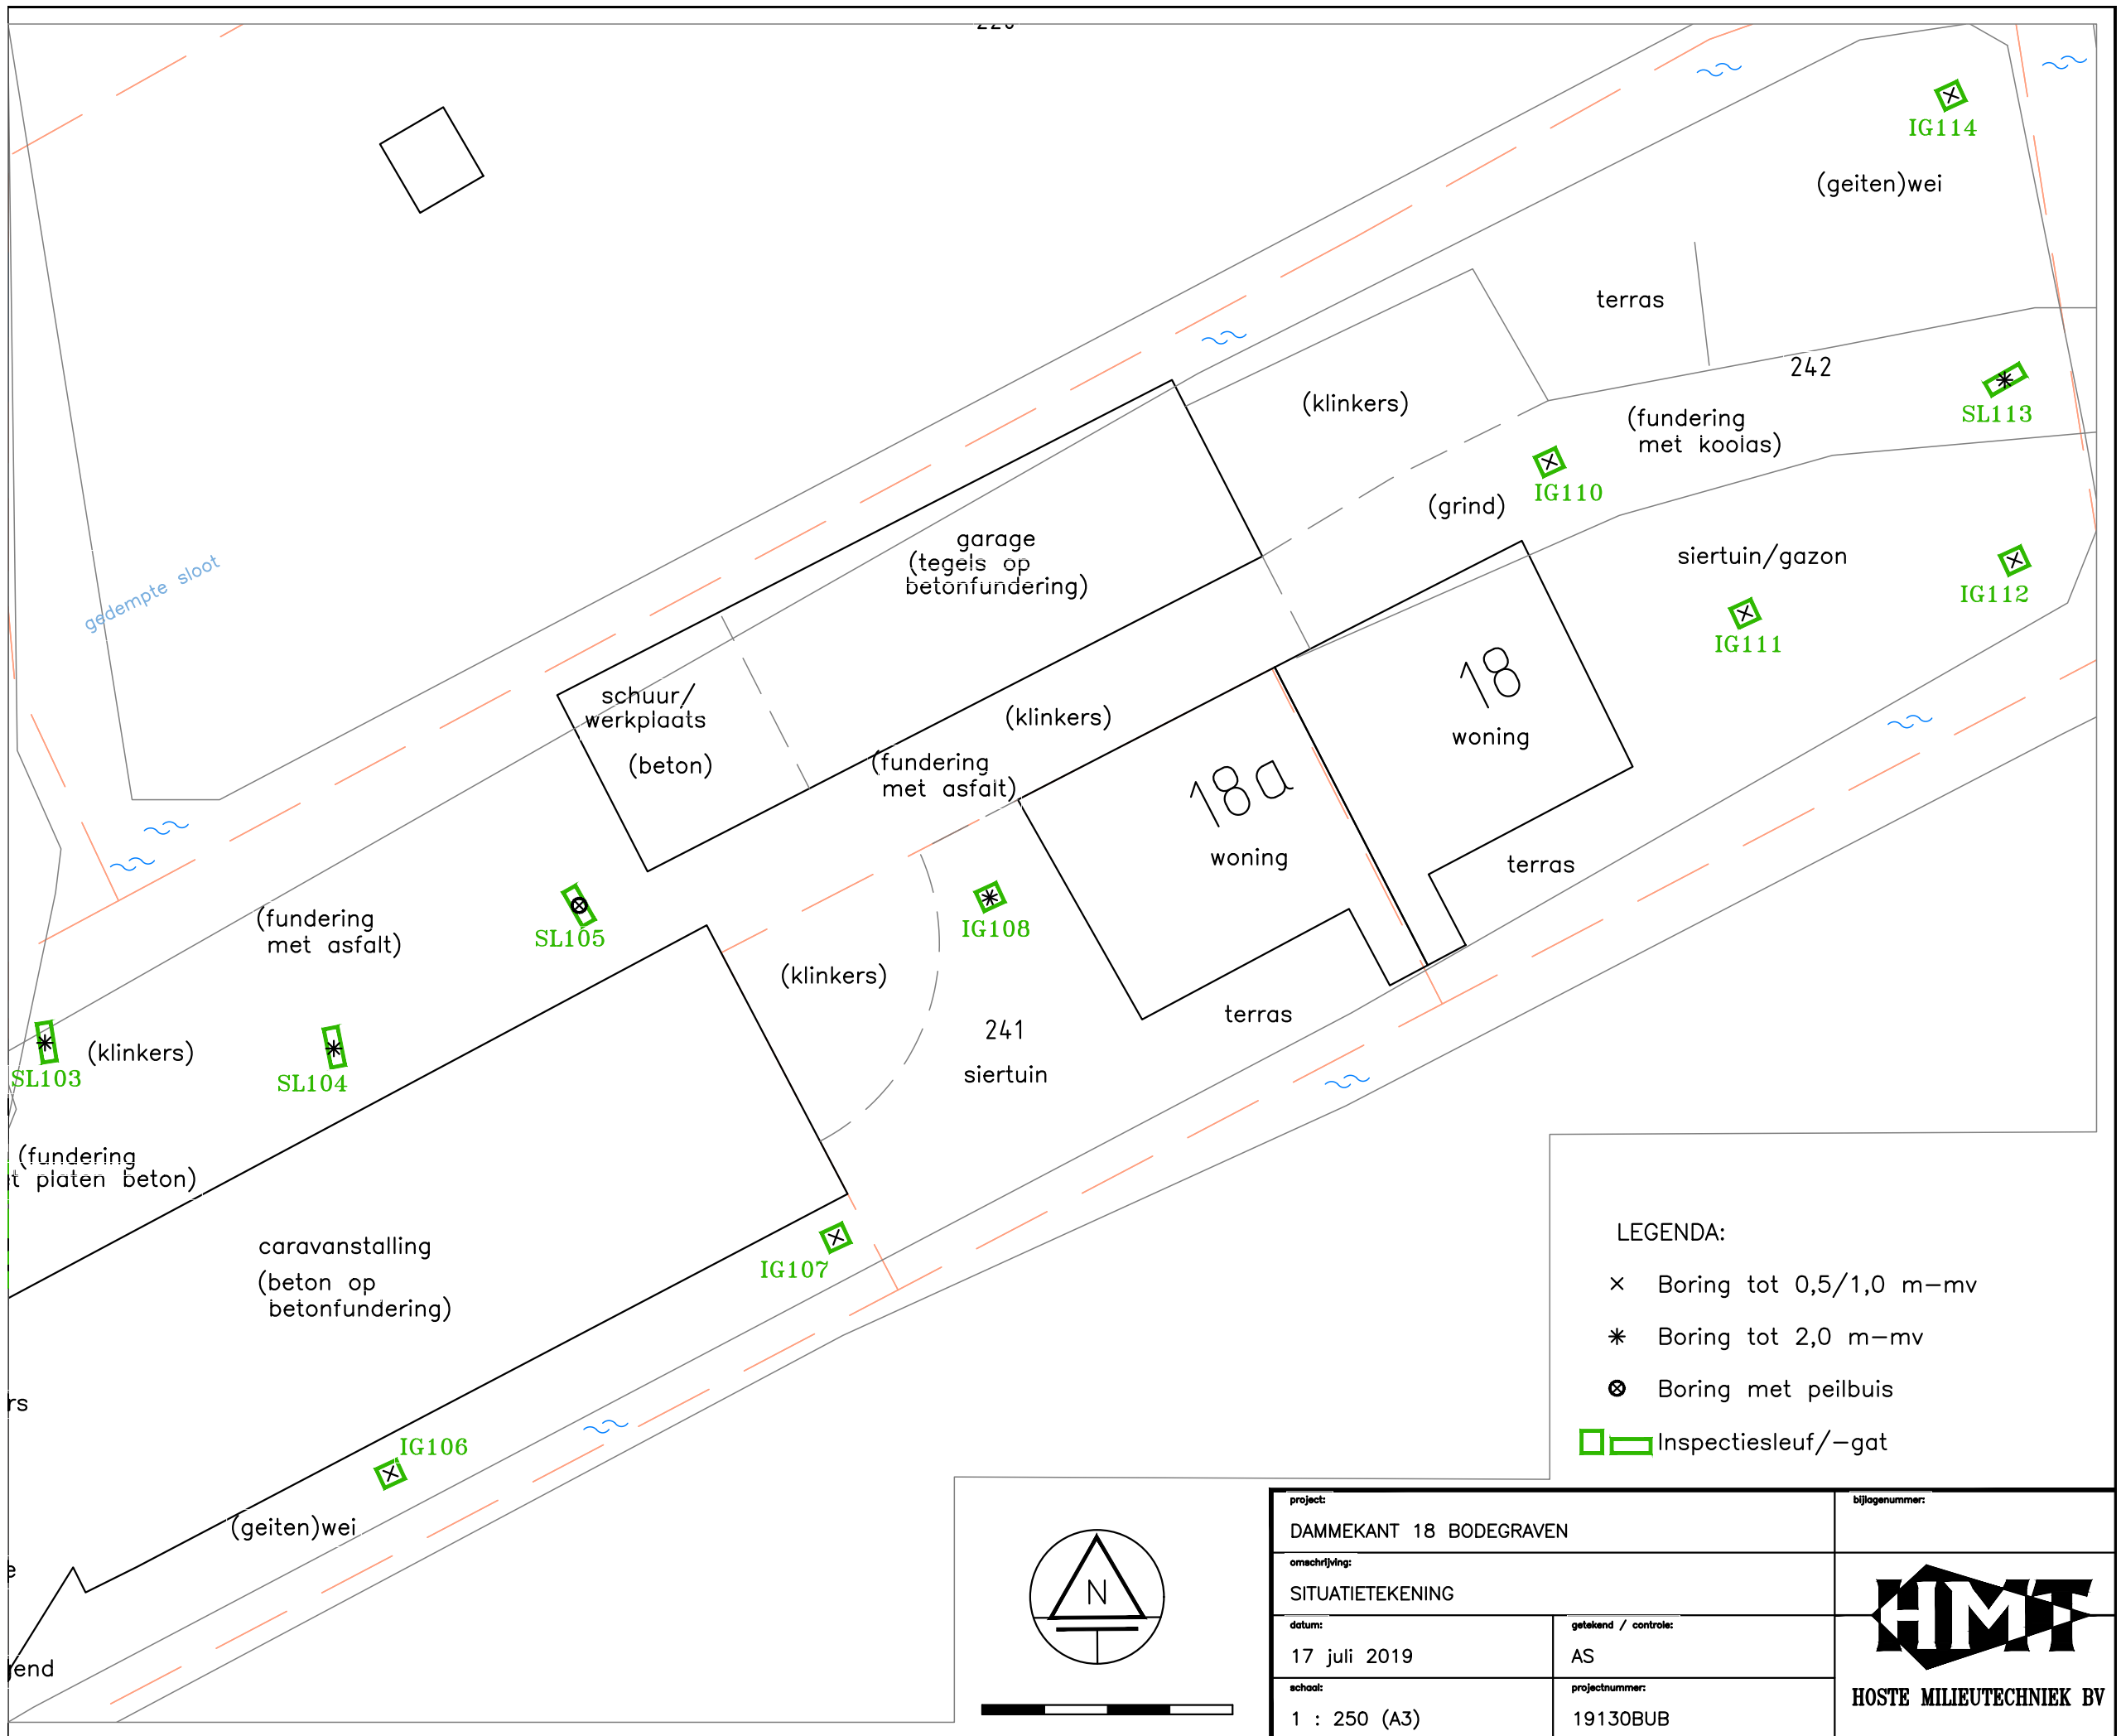 IG114
(geiten)wei
terras
242
(klinkers)
(fundering
met koolas)
SL113
IG110
(grind)
garage
(tegels op
betonfundering)
siertuin/gazon
gedempte sloot
IG112
IG111
18
woning
schuur/
werkplaats
(beton)
(klinkers)
(fundering
met asfalt)
18a
woning
terras
(fundering
met asfalt)
SL105
IG108
(klinkers)
terras
241
siertuin
SL103
(klinkers)
SL104
(fundering
t platen beton)
caravanstalling
(beton op
betonfundering)
IG107
rs
IG106
(geiten)wei
e
end
LEGENDA:
Boring tot 0,5/1,0 m-mv
Boring tot 2,0 m-mv
Boring met peilbuis
Inspectiesleuf/-gat
N
project:
DAMMEKANT 18 BODEGRAVEN
bijlagenummer:
omschrijving:
SITUATIETEKENING
datum:
17 juli 2019
getekend / controle:
AS
schaal:
1 : 250 (A3)
projectnummer:
19130BUB
HMT
HOSTE MILIEUTECHNIEK BV